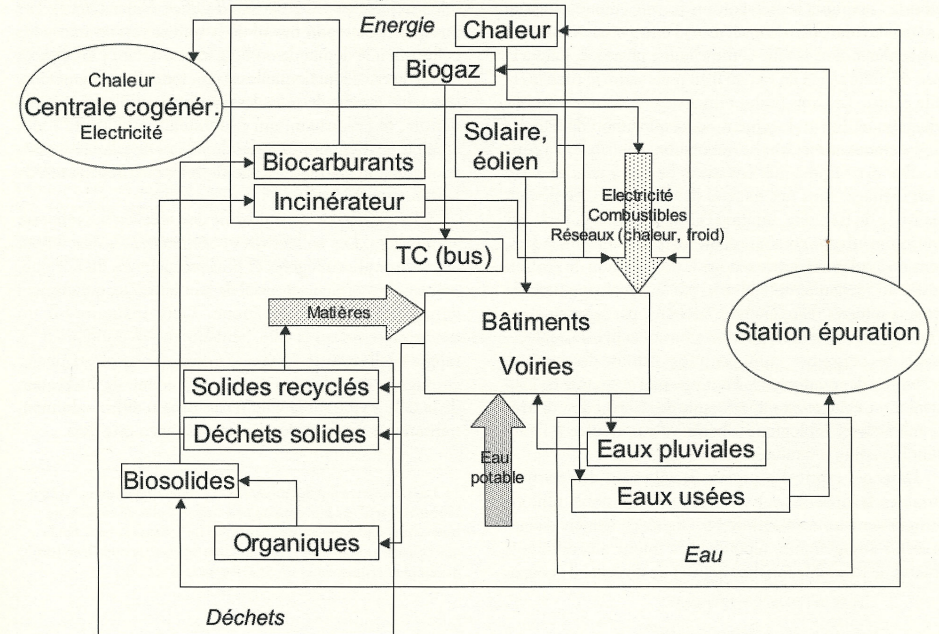 Energie
Chaleur
Biogaz
Chaleur
Centrale cogénér.
Electricité
Solaire,
éolien
Biocarburants
Incinérateur
Electricité
Combustibles
Réseaux (chaleur, froid)
TC (bus)
Matières
Bâtiments
Voiries
Station épuration
Solides recyclés
Déchets solides
Biosolides
Organiques
Déchets
Eau
potable
Eaux pluviales
Eaux usées
Eau